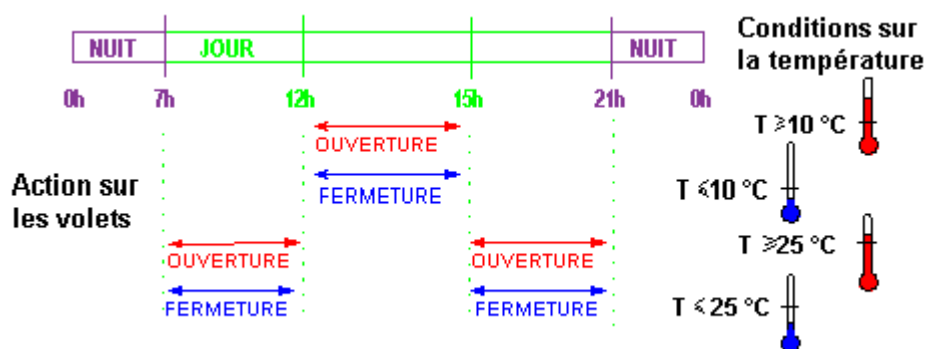 Conditions sur
la température
NUIT JOUR NUIT
0h 7h 12h 15h 21h 0h
T ⩾10 °C
OUVERTURE
Action sur
les volets
FERMETURE
T ⩽10 °C
T ⩾25 °C
OUVERTURE OUVERTURE
FERMETURE FERMETURE
T ⩽ 25 °C